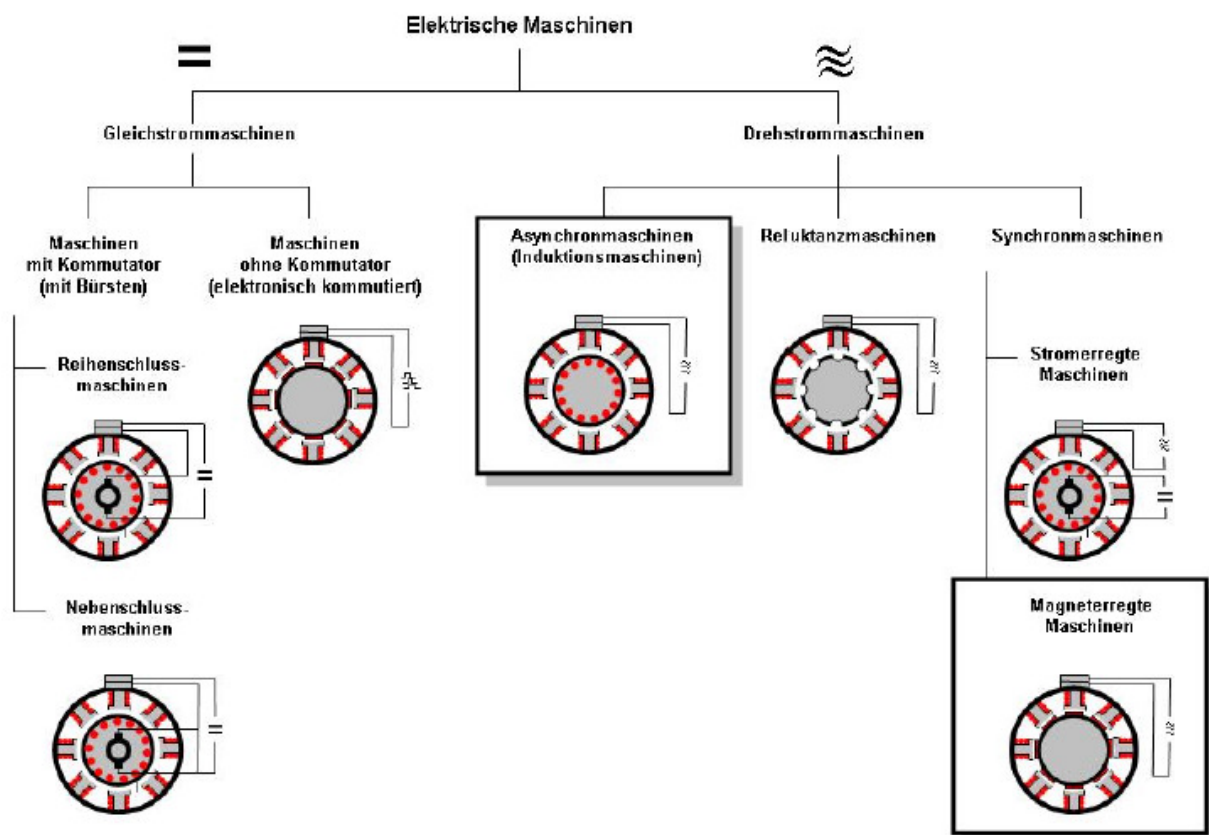 Elektrische Maschinen
=
≋
Gleichstrommaschinen
Drehstrommaschinen
Maschinen
mit Kommutator
(mit Bürsten)
Maschinen
ohne Kommutator
(elektronisch kommutiert)
Asynchronmaschinen
(Induktionsmaschinen)
Reluktanzmaschinen
Synchronmaschinen
Reihenschluss-
maschinen
Stromerregte
Maschinen
Nebenschluss-
maschinen
Magneterregte
Maschinen